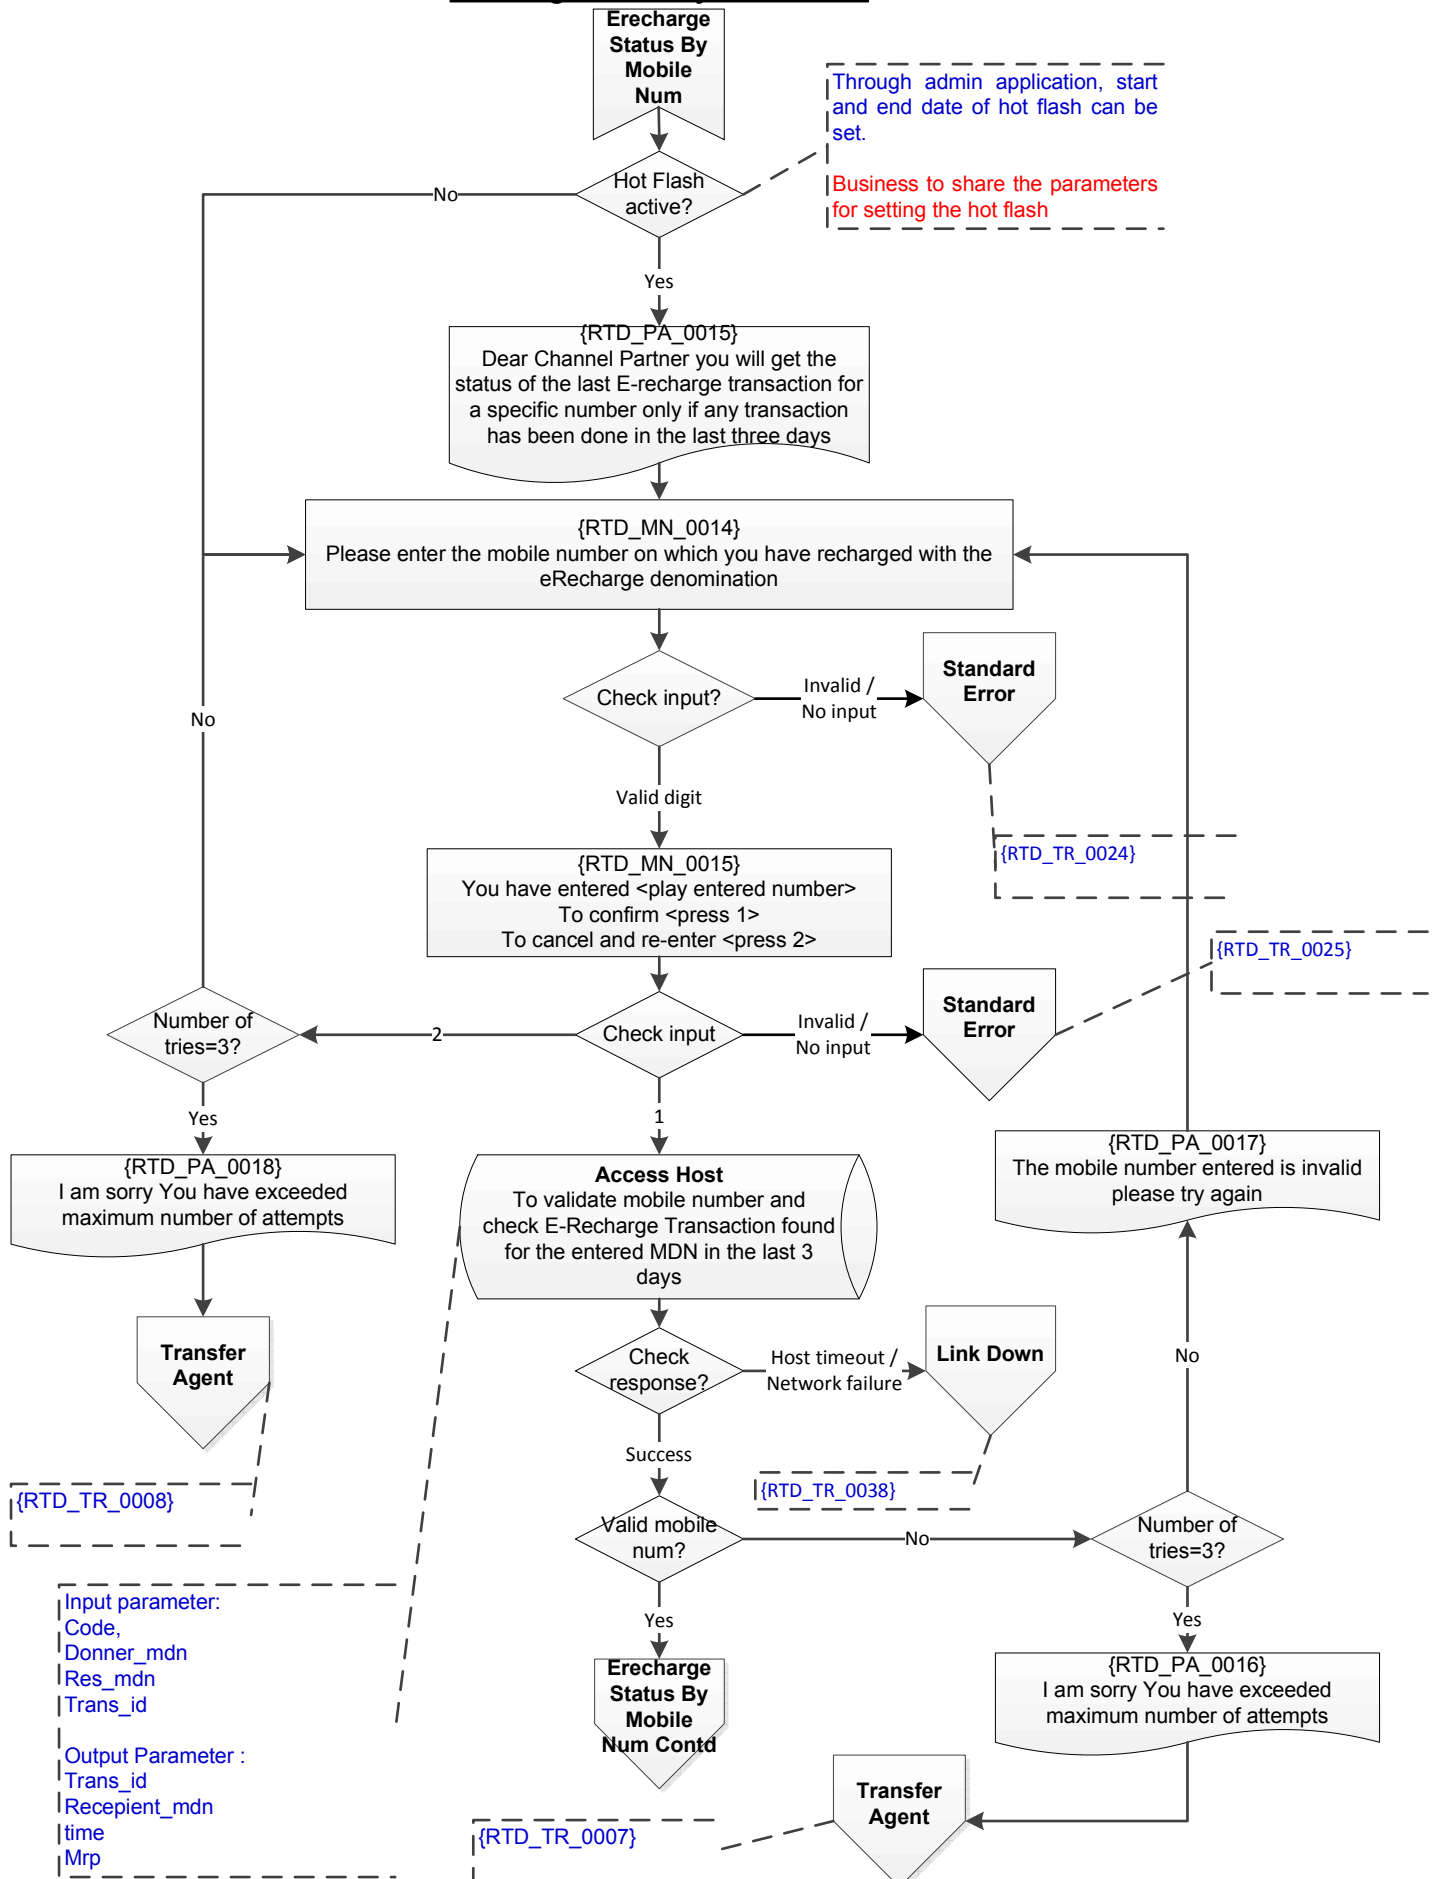 Erecharge
Status By
Mobile
Num
Through admin application, start
and end date of hot flash can be
set.
Business to share the parameters
for setting the hot flash
Hot Flash
active?
No
Yes
{RTD_PA_0015}
Dear Channel Partner you will get the
status of the last E-recharge transaction for
a specific number only if any transaction
has been done in the last three days
{RTD_MN_0014}
Please enter the mobile number on which you have recharged with the
eRecharge denomination
Check input?
Invalid /
No input
Standard
Error
No
Valid digit
{RTD_TR_0024}
{RTD_MN_0015}
You have entered <play entered number>
To confirm <press 1>
To cancel and re-enter <press 2>
{RTD_TR_0025}
Number of
tries=3?
2
Check input
Invalid /
No input
Standard
Error
Yes
1
{RTD_PA_0018}
I am sorry You have exceeded
maximum number of attempts
Access Host
To validate mobile number and
check E-Recharge Transaction found
for the entered MDN in the last 3
days
{RTD_PA_0017}
The mobile number entered is invalid
please try again
Transfer
Agent
Check
response?
Host timeout /
Network failure
Link Down
No
Success
{RTD_TR_0008}
{RTD_TR_0038}
Valid mobile
num?
No
Number of
tries=3?
Input parameter:
Code,
Donner_mdn
Res_mdn
Trans_id
Output Parameter :
Trans_id
Recepient_mdn
time
Mrp
Yes
Yes
Erecharge
Status By
Mobile
Num Contd
{RTD_PA_0016}
I am sorry You have exceeded
maximum number of attempts
Transfer
Agent
{RTD_TR_0007}